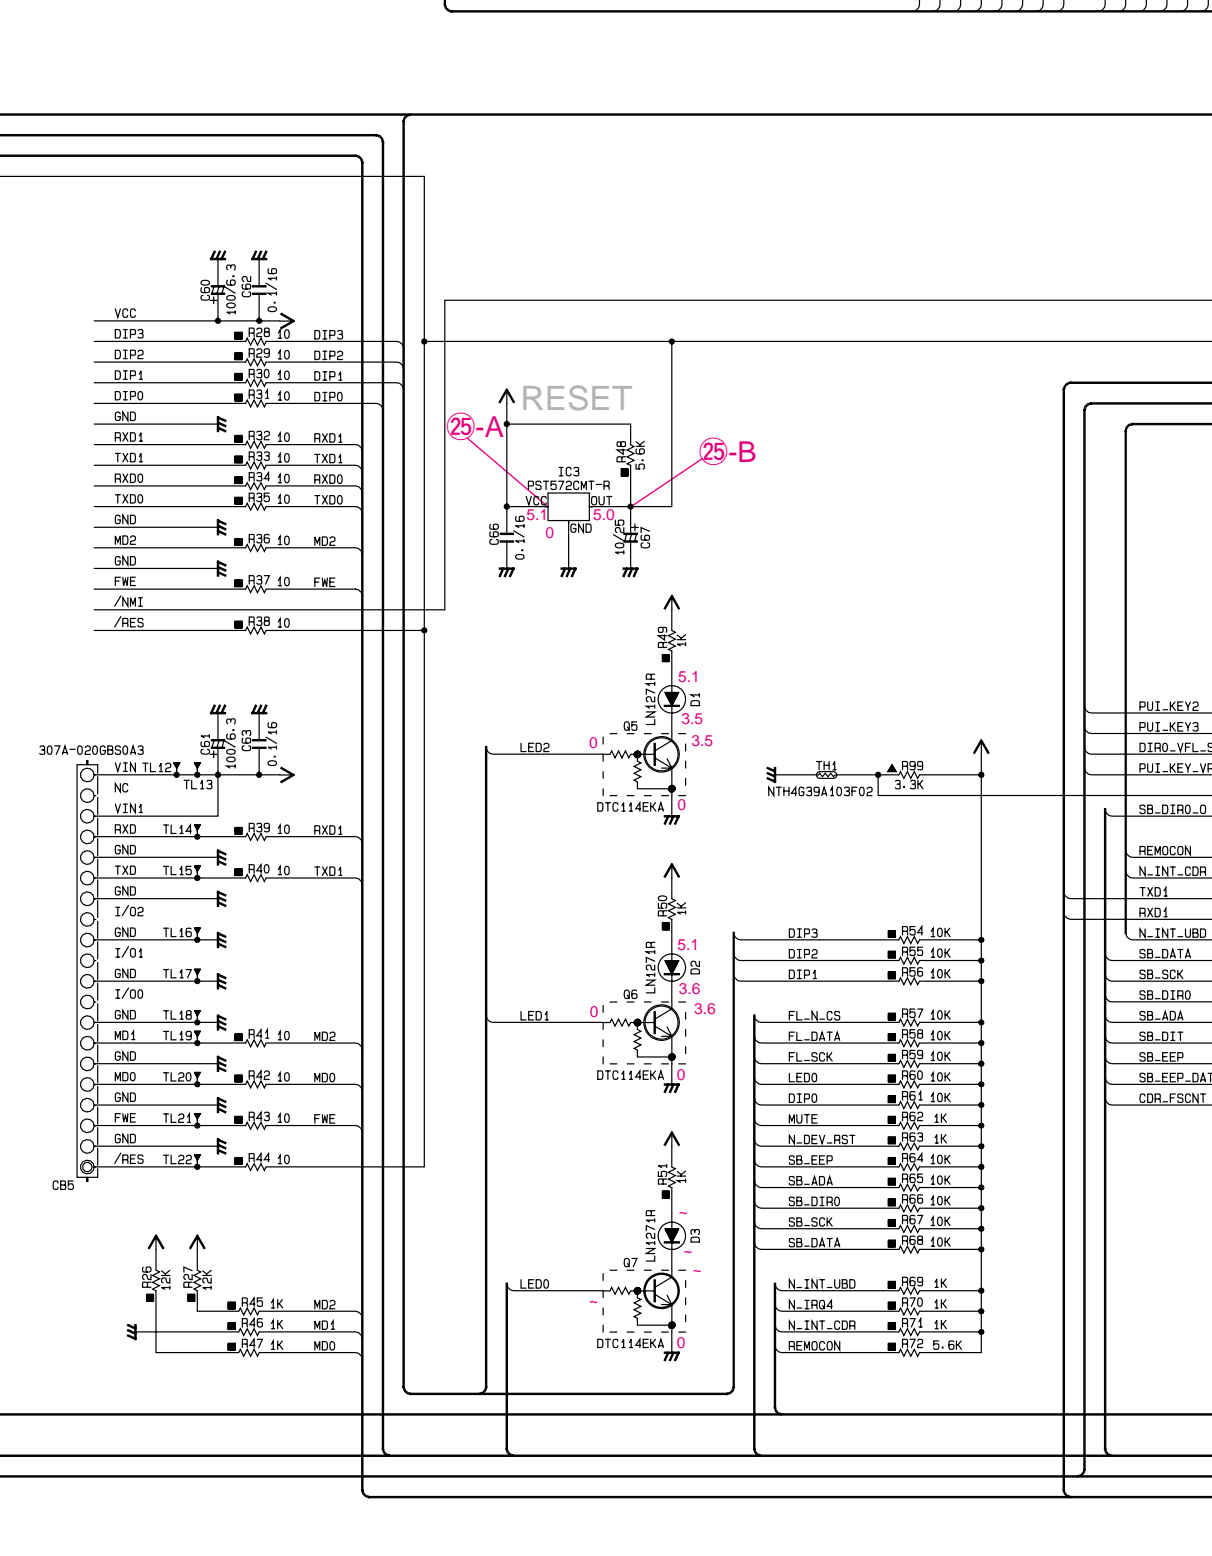 C60
100/6.3
C62
0.1/16
VCC
DIP3 R28 10 DIP3
DIP2 R29 10 DIP2
DIP1 R30 10 DIP1
DIP0 R31 10 DIP0
GND
RXD1 R32 10 RXD1
TXD1 R33 10 TXD1
RXD0 R34 10 RXD0
TXD0 R35 10 TXD0
GND
MD2 R36 10 MD2
GND
FWE R37 10 FWE
/NMI
/RES R38 10
RESET
25-A
25-B
R48
5.6K
IC3
PST572CMT-R
VCC
OUT
5.1
5.0
0
GND
C66
0.1/16
10/25
+
C67
R49
1K
LN1271R
5.1
D1
3.5
Q5
3.5
LED2
0
DTC114EKA
0
C61
100/6.3
C63
0.1/16
307A-020GBS0A3
VIN TL12
NC TL13
VIN1
RXD TL14 R39 10 RXD1
GND
TXD TL15 R40 10 TXD1
GND
I/O2
GND TL16
I/O1
GND TL17
I/O0
GND TL18
MD1 TL19 R41 10 MD2
GND
MD0 TL20 R42 10 MD0
GND
FWE TL21 R43 10 FWE
GND
/RES TL22 R44 10
CB5
R26
12K
R27
12K
R45 1K MD2
R46 1K MD1
R47 1K MD0
R50
1K
LN1271R
5.1
D2
3.6
Q6
3.6
LED1
0
DTC114EKA
0
R51
1K
LN1271R
~
D3
~
Q7
~
LED0
~
DTC114EKA
0
TH1
NTH4G39A103F02
R99
3.3K
DIP3 R54 10K
DIP2 R55 10K
DIP1 R56 10K
FL_N_CS R57 10K
FL_DATA R58 10K
FL_SCK R59 10K
LED0 R60 10K
DIP0 R61 10K
MUTE R62 1K
N_DEV_RST R63 1K
SB_EEP R64 10K
SB_ADA R65 10K
SB_DIR0 R66 10K
SB_SCK R67 10K
SB_DATA R68 10K
N_INT_UBD R69 1K
N_IRQ4 R70 1K
N_INT_CDR R71 1K
REMOCON R72 5.6K
PUI_KEY2
PUI_KEY3
DIR0_VFL_S
PUI_KEY_VR
SB_DIR0_O
REMOCON
N_INT_CDR
TXD1
RXD1
N_INT_UBD
SB_DATA
SB_SCK
SB_DIR0
SB_ADA
SB_DIT
SB_EEP
SB_EEP_DAT
CDR_FSCNT